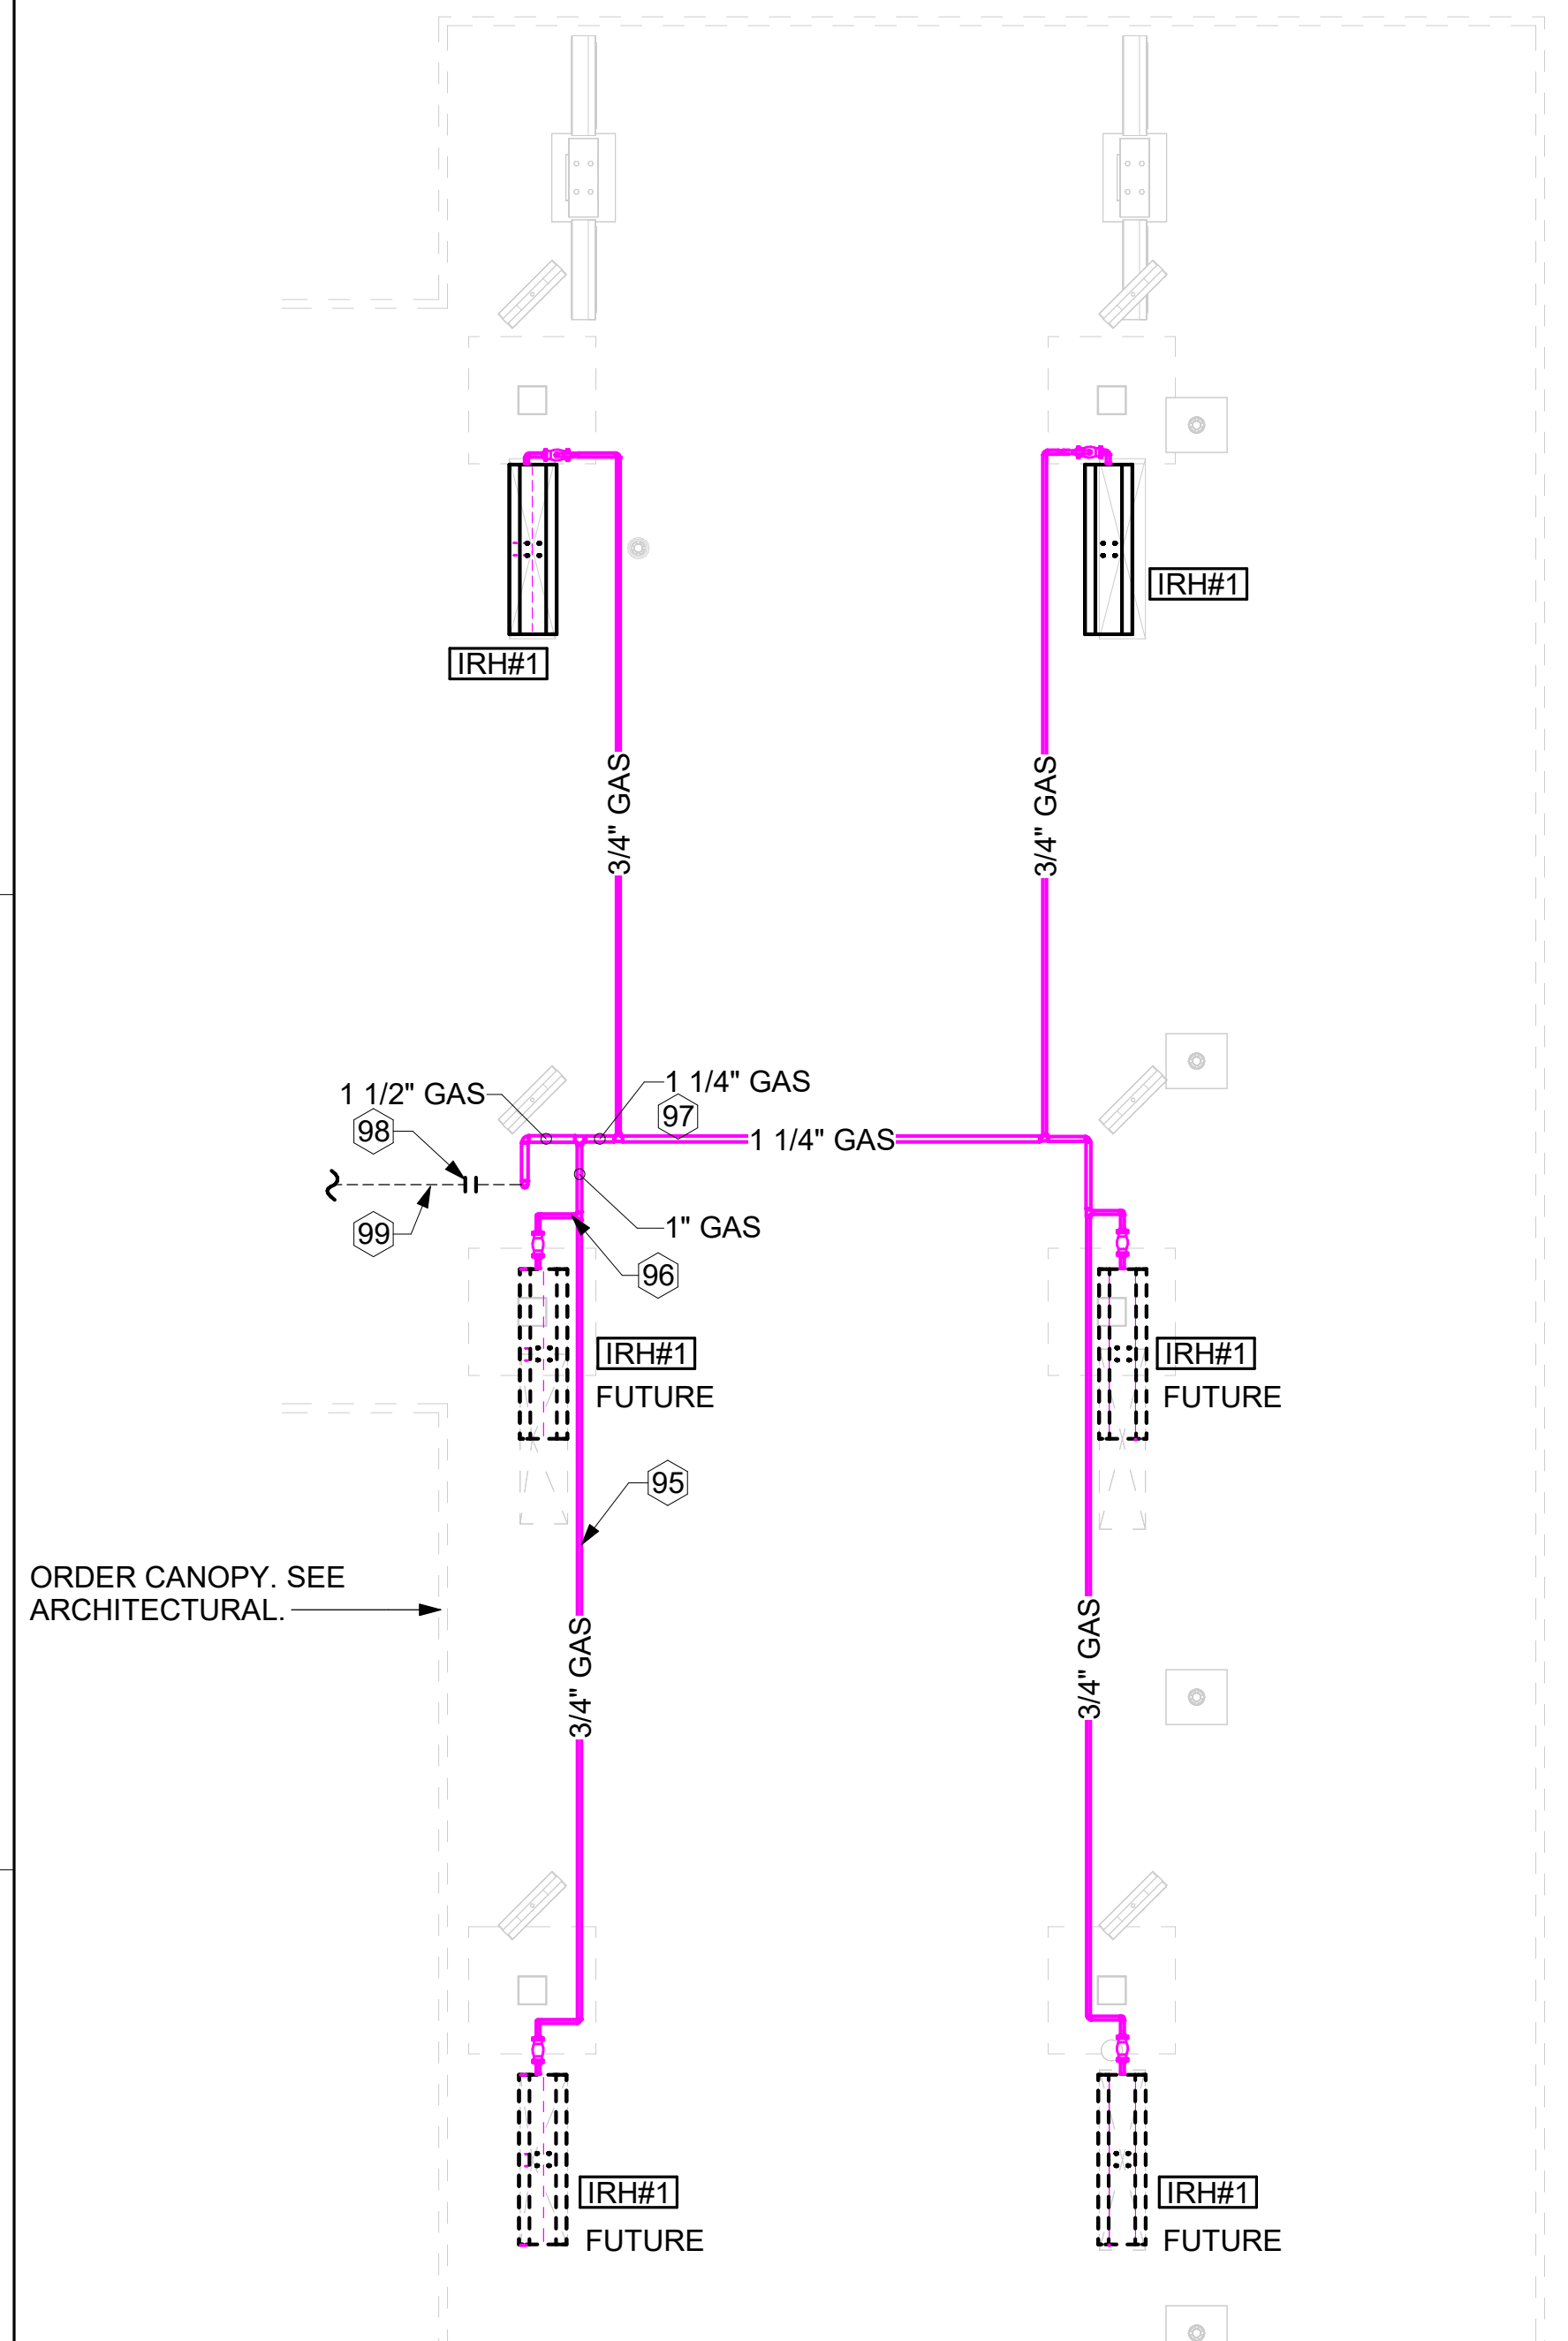 IRH#1
IRH#1
3/4" GAS
3/4" GAS
1 1/2" GAS
1 1/4" GAS
97
98
1 1/4" GAS
99
1" GAS
96
IRH#1
FUTURE
IRH#1
FUTURE
95
ORDER CANOPY. SEE
ARCHITECTURAL.
3/4" GAS
3/4" GAS
IRH#1
FUTURE
IRH#1
FUTURE